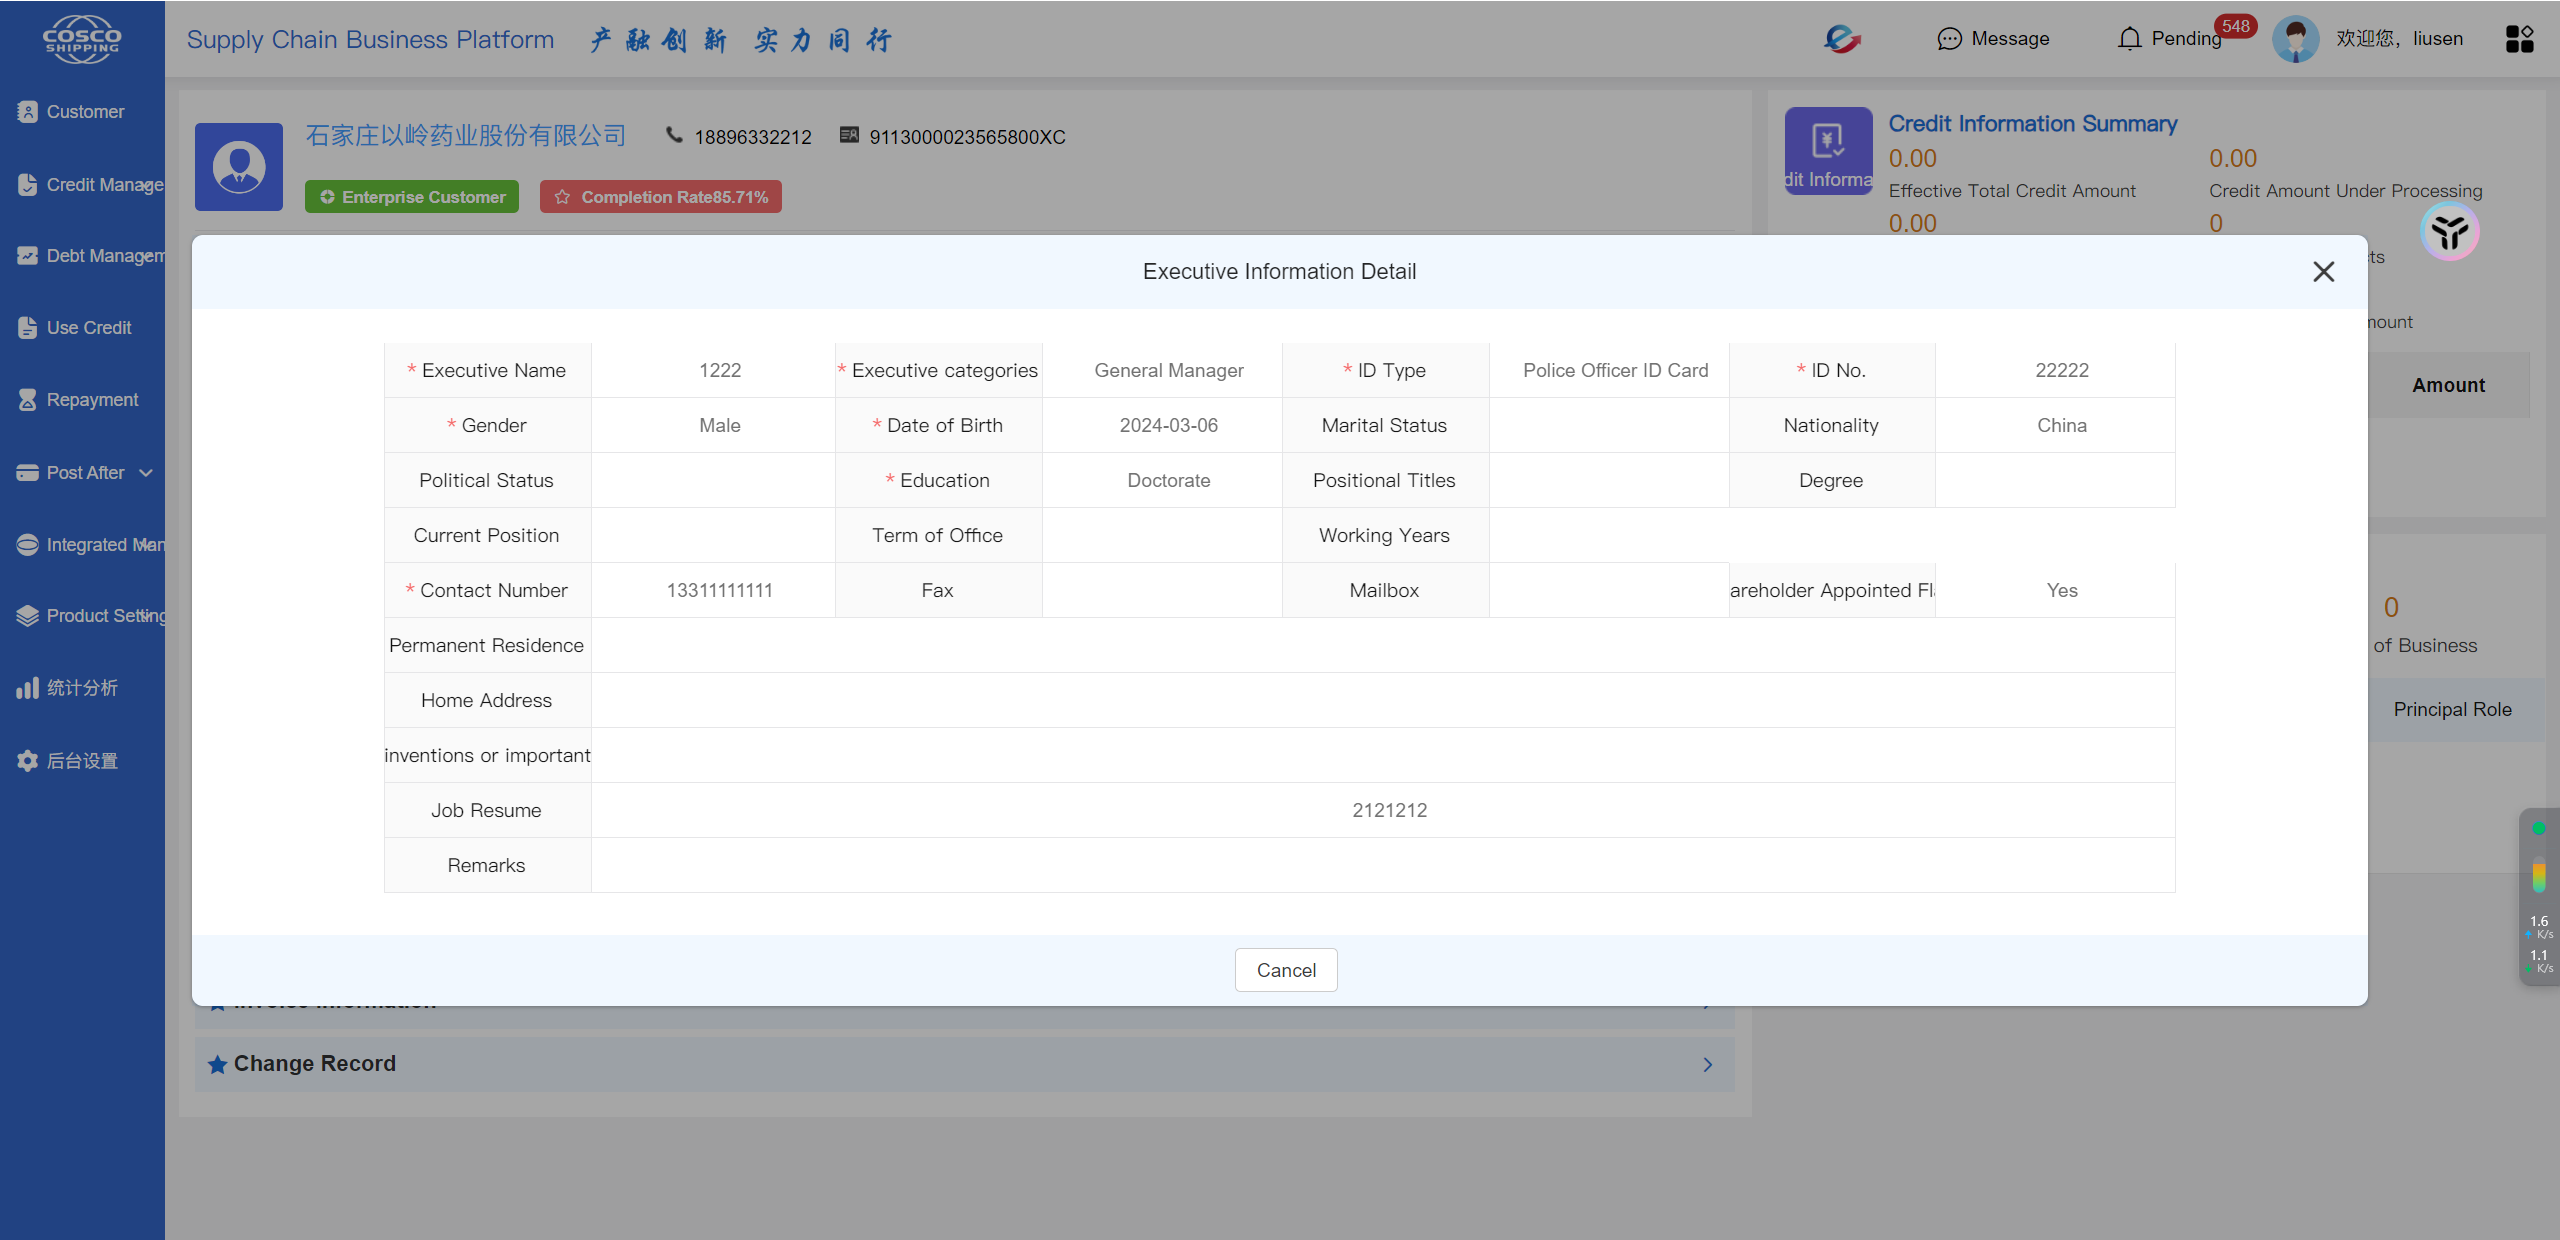 COSCO
SHIPPING
Supply Chain Business Platform
产融创新 实力同行
Message
Pending
548
欢迎您，liusen
Customer
Credit Manage
Debt Managem
Use Credit
Repayment
Post After
Integrated Man
Product Setting
统计分析
后台设置
石家庄以岭药业股份有限公司
18896332212
9113000023565800XC
Enterprise Customer
Completion Rate85.71%
dit Informa
Credit Information Summary
0.00
0.00
Effective Total Credit Amount
Credit Amount Under Processing
0.00
0
cts
mount
Amount
0
of Business
Principal Role
Executive Information Detail
* Executive Name 1222 * Executive categories General Manager * ID Type Police Officer ID Card * ID No. 22222
* Gender Male * Date of Birth 2024-03-06 Marital Status Nationality China
Political Status * Education Doctorate Positional Titles Degree
Current Position Term of Office Working Years
* Contact Number 13311111111 Fax Mailbox areholder Appointed Fla Yes
Permanent Residence
Home Address
inventions or important
Job Resume 2121212
Remarks
Cancel
Invoice Information
Change Record
1.6
K/s
1.1
K/s